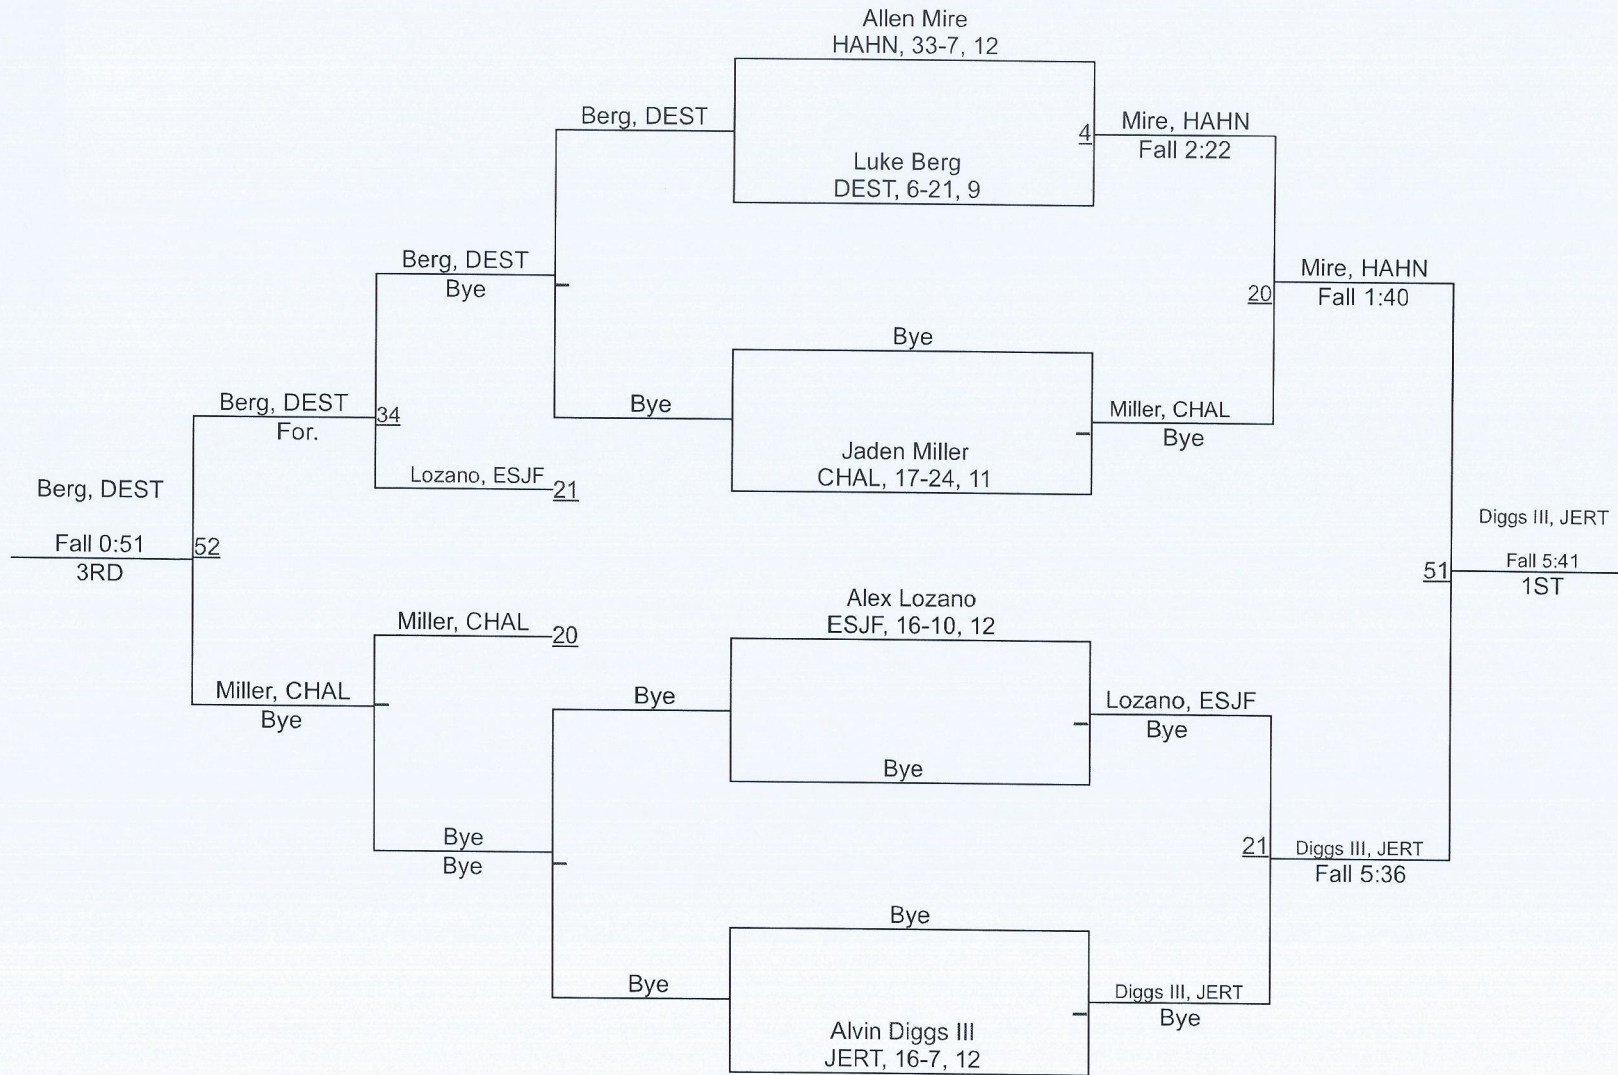 Allen Mire
HAHN, 33-7, 12
Berg, DEST
4
Mire, HAHN
Fall 2:22
Luke Berg
DEST, 6-21, 9
Berg, DEST
Bye
20
Mire, HAHN
Fall 1:40
Bye
Berg, DEST
For.
34
Bye
Miller, CHAL
Bye
Jaden Miller
CHAL, 17-24, 11
Lozano, ESJF
21
Berg, DEST
Fall 0:51
3RD
52
Diggs III, JERT
Fall 5:41
1ST
51
Alex Lozano
ESJF, 16-10, 12
Miller, CHAL
20
Miller, CHAL
Bye
Bye
Lozano, ESJF
Bye
Bye
Bye
Bye
21
Diggs III, JERT
Fall 5:36
Bye
Bye
Diggs III, JERT
Bye
Alvin Diggs III
JERT, 16-7, 12